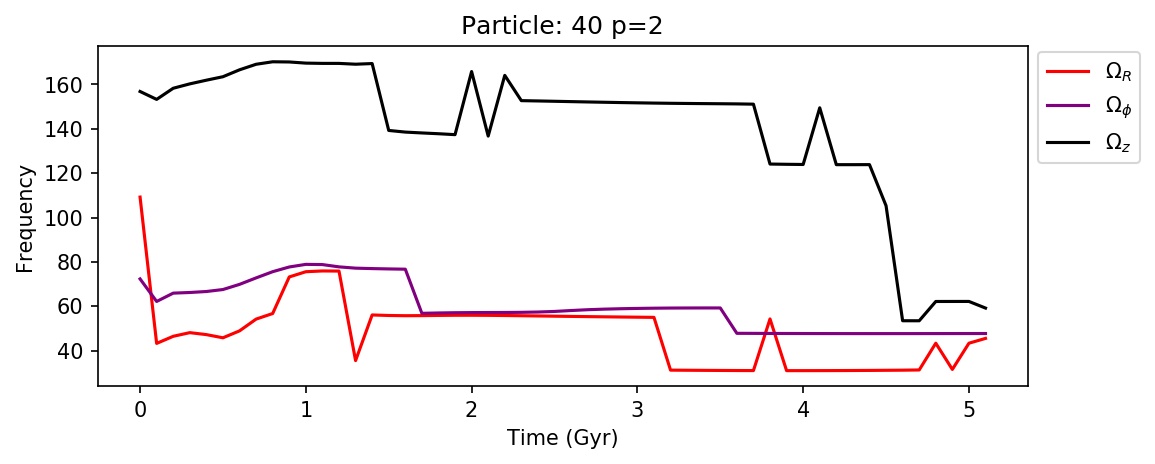 Particle: 40 p=2
Frequency
160
140
120
100
80
60
40
0 1 2 3 4 5
Time (Gyr)
Ω_R
Ω_ϕ
Ω_z